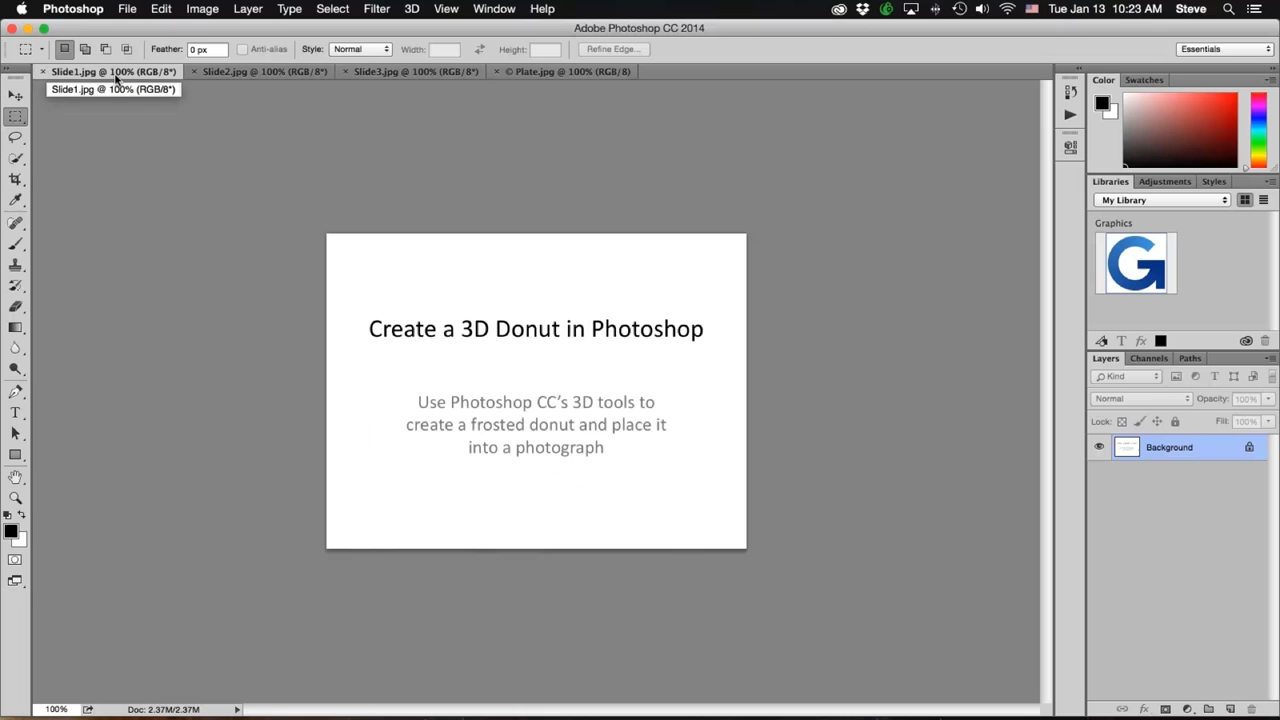 Photoshop File Edit Image Layer Type Select Filter 3D View Window Help Tue Jan 13 10:23 AM Steve
Adobe Photoshop CC 2014
Feather: 0 px Anti-alias Style: Normal Width: Height: Refine Edge... Essentials
× Slide1.jpg @ 100% (RGB/8*) × Slide2.jpg @ 100% (RGB/8*) × Slide3.jpg @ 100% (RGB/8*) × © Plate.jpg @ 100% (RGB/8)
Slide1.jpg @ 100% (RGB/8*)
Color Swatches
Libraries Adjustments Styles
My Library
Graphics
G
Create a 3D Donut in Photoshop
Use Photoshop CC’s 3D tools to
create a frosted donut and place it
into a photograph
T fx
Layers Channels Paths
Kind T
Normal Opacity: 100%
Lock: Fill: 100%
Background
T
100% Doc: 2.37M/2.37M
fx